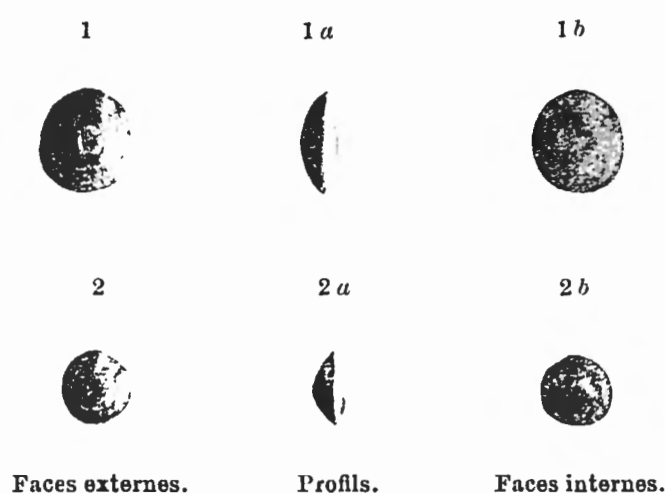 1 1 a 1 b
2 2 a 2 b
Faces externes. Profils. Faces internes.